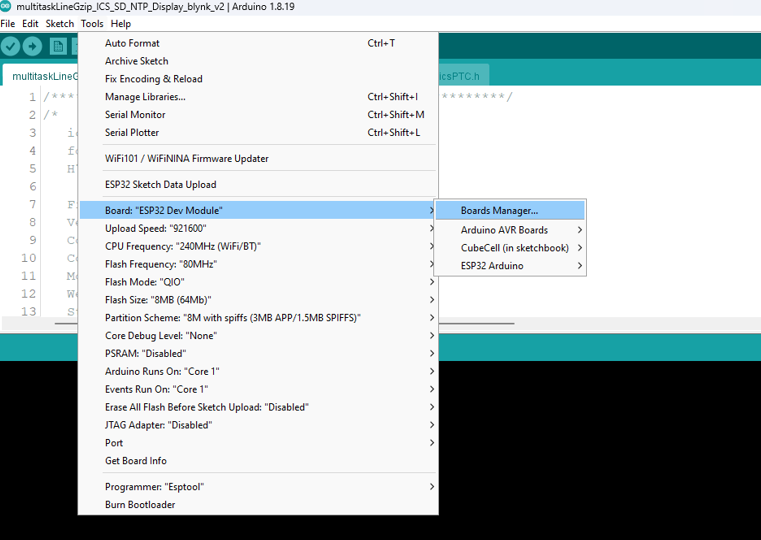 multitaskLineGzip_ICS_SD_NTP_Display_blynk_v2 | Arduino 1.8.19
File Edit Sketch Tools Help
multitaskLineG
icsPTC.h
1 /****
********/
2 /*
3
4
5
6
7
8
9
10
11
12
13
Auto Format Ctrl+T
Archive Sketch
Fix Encoding & Reload
Manage Libraries... Ctrl+Shift+I
Serial Monitor Ctrl+Shift+M
Serial Plotter Ctrl+Shift+L
WiFi101 / WiFiNINA Firmware Updater
ESP32 Sketch Data Upload
Board: "ESP32 Dev Module"
Upload Speed: "921600"
CPU Frequency: "240MHz (WiFi/BT)"
Flash Frequency: "80MHz"
Flash Mode: "QIO"
Flash Size: "8MB (64Mb)"
Partition Scheme: "8M with spiffs (3MB APP/1.5MB SPIFFS)"
Core Debug Level: "None"
PSRAM: "Disabled"
Arduino Runs On: "Core 1"
Events Run On: "Core 1"
Erase All Flash Before Sketch Upload: "Disabled"
JTAG Adapter: "Disabled"
Port
Get Board Info
Programmer: "Esptool"
Burn Bootloader
Boards Manager...
Arduino AVR Boards
CubeCell (in sketchbook)
ESP32 Arduino